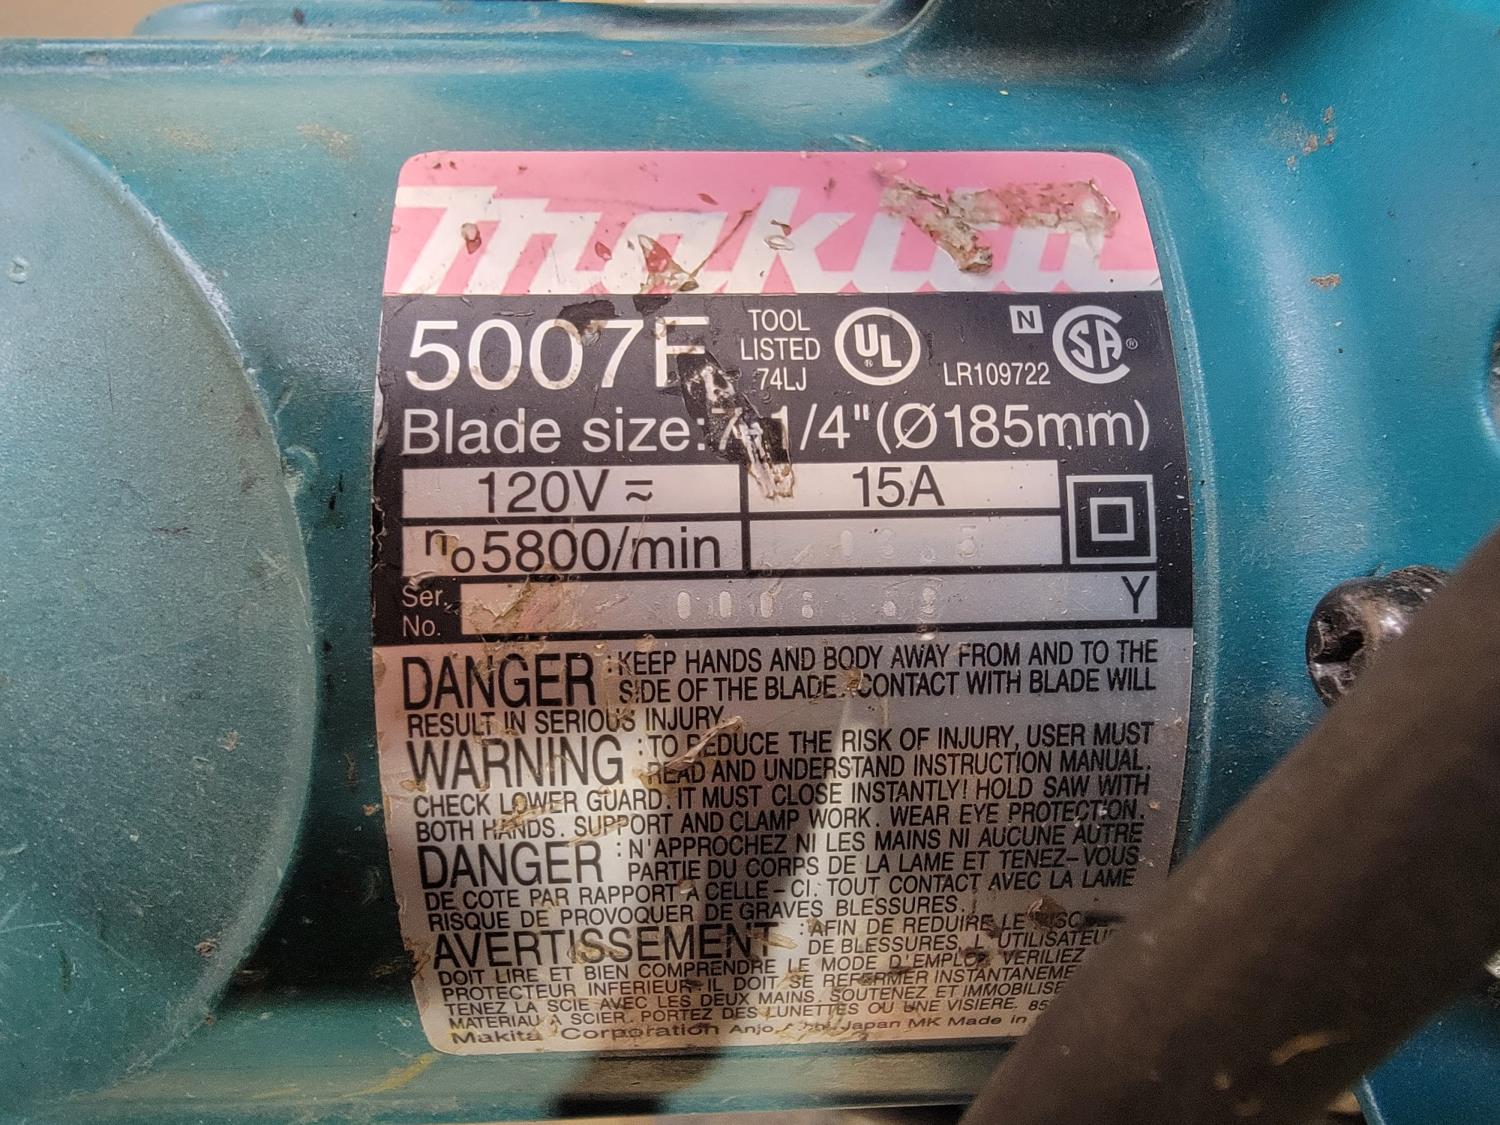 makita
5007F
TOOL
LISTED
74LJ
UL
N
LR109722
SA®
Blade size:7-1/4"(Ø185mm)
120V ⎓ 15A
no5800/min
Ser.
No.
Y
DANGER :KEEP HANDS AND BODY AWAY FROM AND TO THE
SIDE OF THE BLADE. CONTACT WITH BLADE WILL
RESULT IN SERIOUS INJURY.
WARNING :TO REDUCE THE RISK OF INJURY, USER MUST
READ AND UNDERSTAND INSTRUCTION MANUAL.
CHECK LOWER GUARD. IT MUST CLOSE INSTANTLY! HOLD SAW WITH
BOTH HANDS. SUPPORT AND CLAMP WORK. WEAR EYE PROTECTION.
DANGER :N'APPROCHEZ NI LES MAINS NI AUCUNE AUTRE
PARTIE DU CORPS DE LA LAME ET TENEZ-VOUS
DE COTE PAR RAPPORT A CELLE-CI. TOUT CONTACT AVEC LA LAME
RISQUE DE PROVOQUER DE GRAVES BLESSURES.
AVERTISSEMENT :AFIN DE REDUIRE LE
DE BLESSURES, L'UTILISATEU
DOIT LIRE ET BIEN COMPRENDRE LE MODE D'EMPLOI. VERIFIEZ
PROTECTEUR INFERIEUR. IL DOIT SE REFERMER INSTANTANEME
TENEZ LA SCIE AVEC LES DEUX MAINS. SOUTENEZ ET IMMOBILISE
MATERIAU A SCIER. PORTEZ DES LUNETTES OU UNE VISIERE. 85
Makita Corporation Anjo, Japan MK Made in